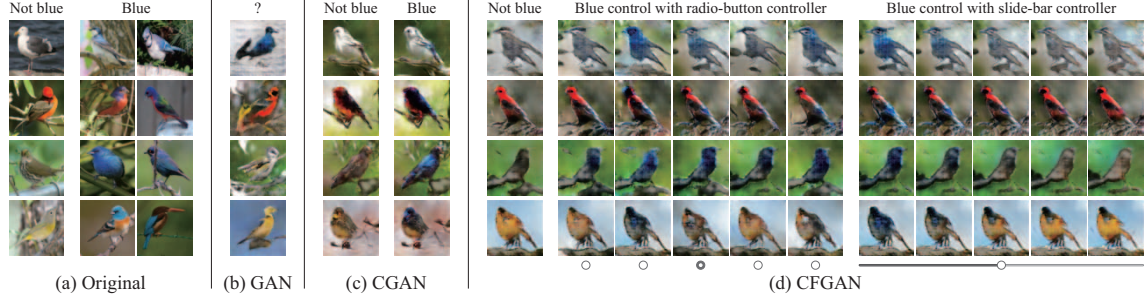 Not blue Blue ? Not blue Blue Not blue Blue control with radio-button controller Blue control with slide-bar controller
(a) Original (b) GAN (c) CGAN (d) CFGAN